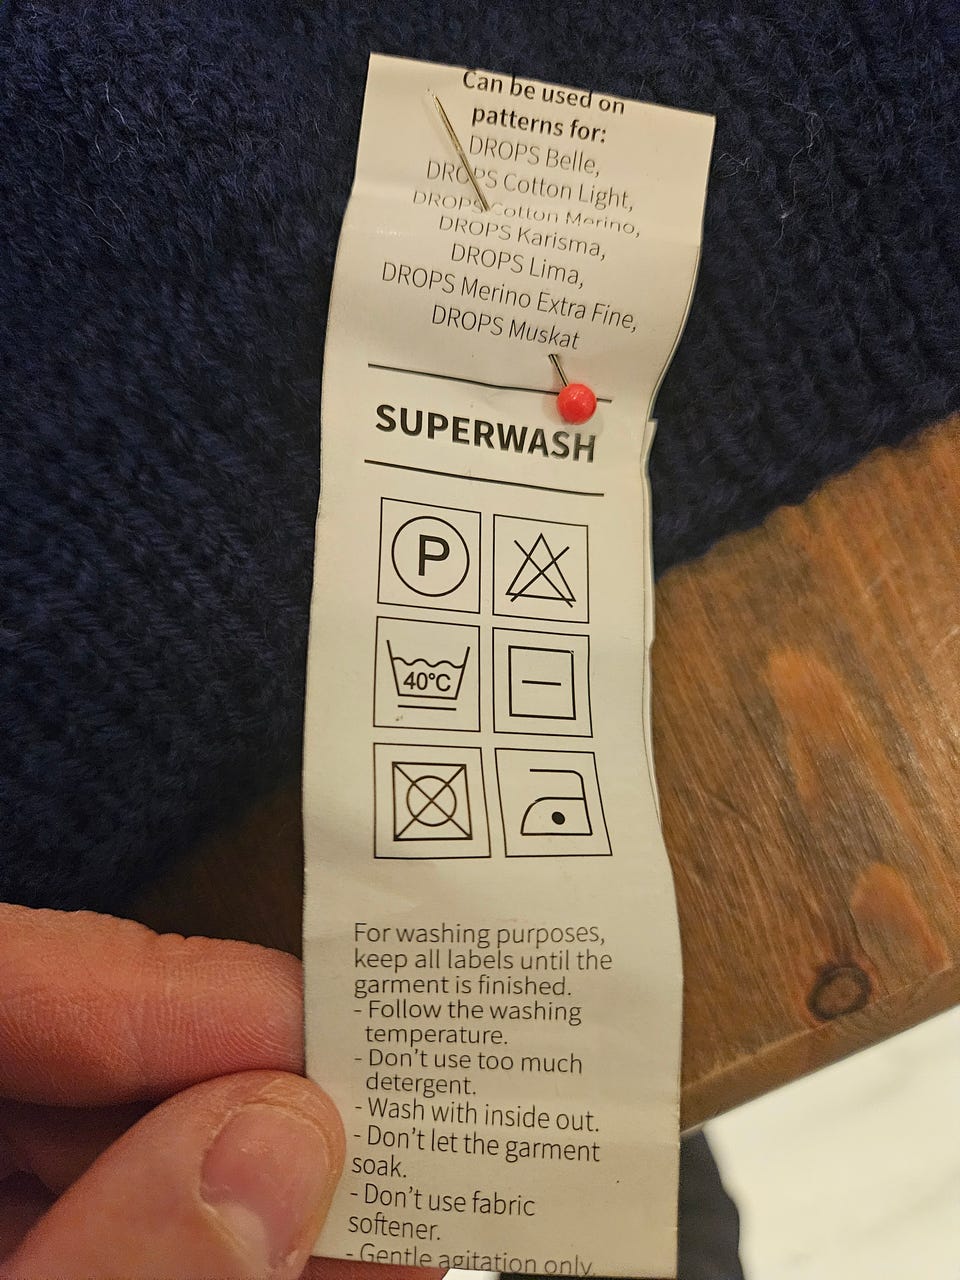 Can be used on
patterns for:
DROPS Belle,
DROPS Cotton Light,
DROPS Cotton Merino,
DROPS Karisma,
DROPS Lima,
DROPS Merino Extra Fine,
DROPS Muskat
SUPERWASH
P
40°C
For washing purposes,
keep all labels until the
garment is finished.
- Follow the washing
temperature.
- Don't use too much
detergent.
- Wash with inside out.
- Don't let the garment
soak.
- Don't use fabric
softener.
- Gentle agitation only.